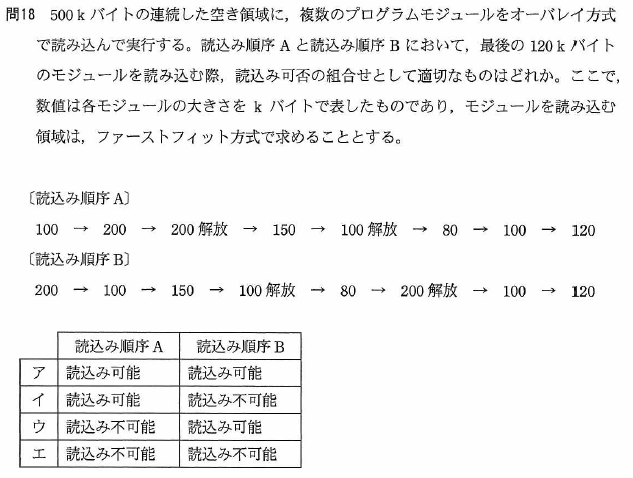 問18 500 k バイトの連続した空き領域に，複数のプログラムモジュールをオーバレイ方式
で読み込んで実行する。読込み順序 A と読込み順序 B において，最後の 120 k バイト
のモジュールを読み込む際，読込み可否の組合せとして適切なものはどれか。ここで，
数値は各モジュールの大きさを k バイトで表したものであり，モジュールを読み込む
領域は，ファーストフィット方式で求めることとする。
〔読込み順序 A〕
100 → 200 → 200 解放 → 150 → 100 解放 → 80 → 100 → 120
〔読込み順序 B〕
200 → 100 → 150 → 100 解放 → 80 → 200 解放 → 100 → 120
読込み順序 A 読込み順序 B
ア 読込み可能 読込み可能
イ 読込み可能 読込み不可能
ウ 読込み不可能 読込み可能
エ 読込み不可能 読込み不可能